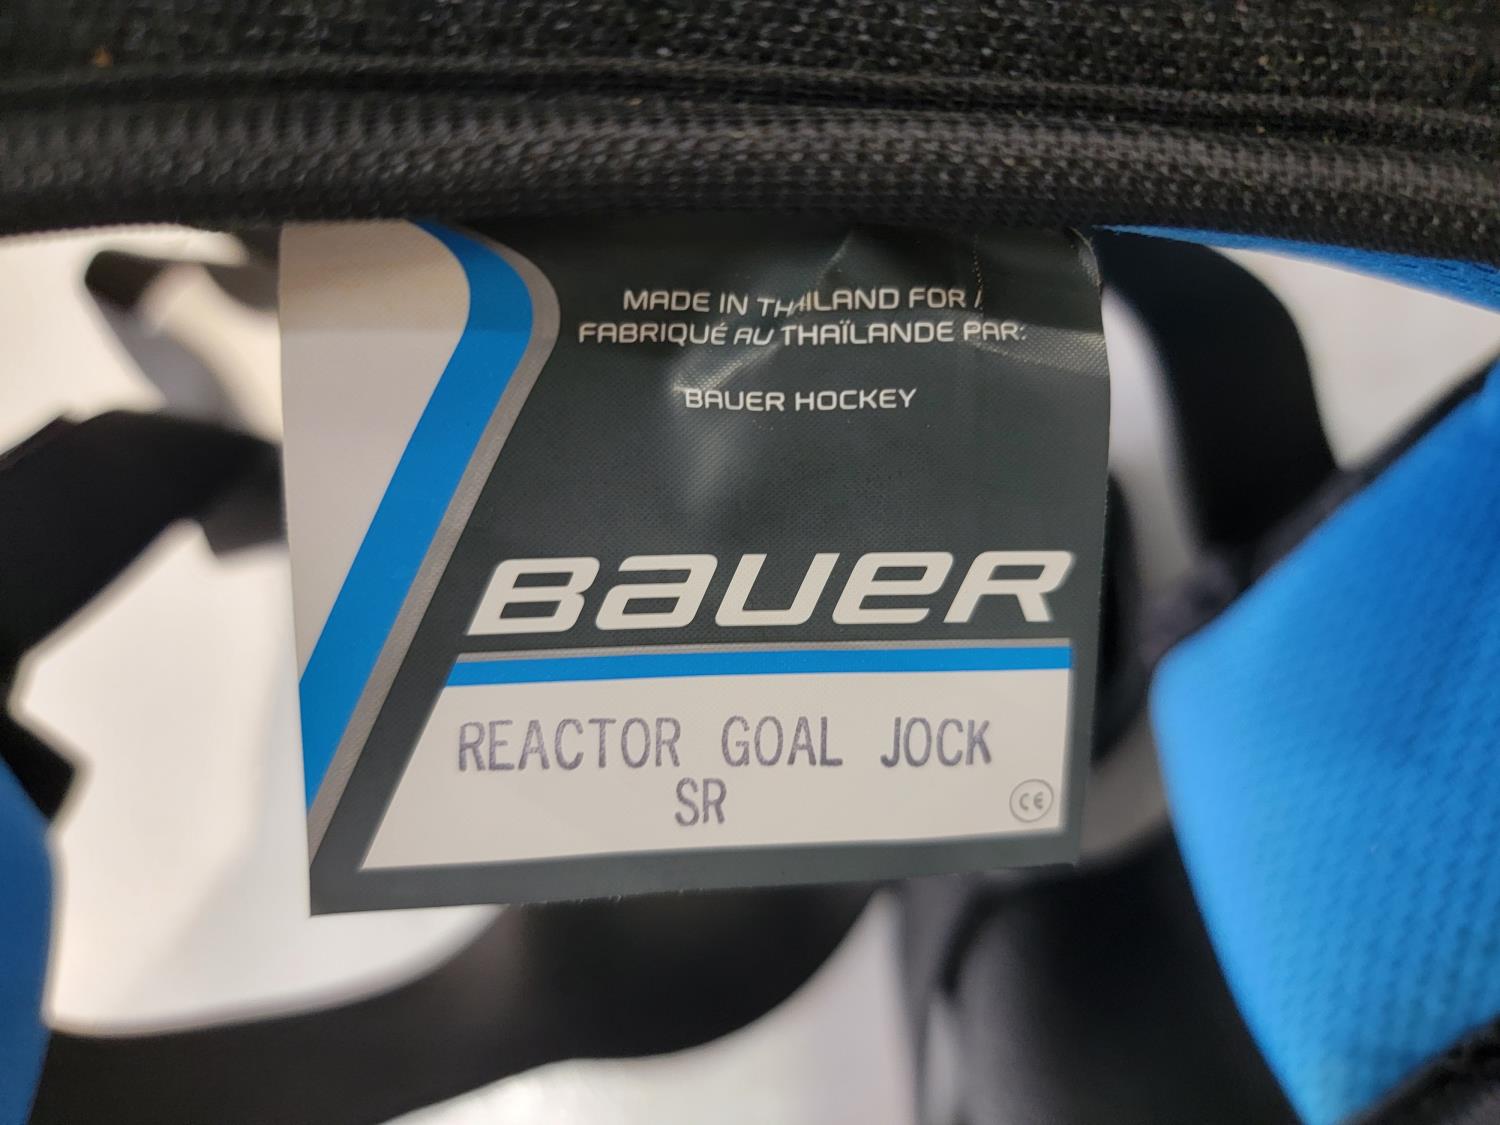 MADE IN THAILAND FOR /
FABRIQUÉ AU THAÏLANDE PAR:
BAUER HOCKEY
BAUER
REACTOR GOAL JOCK
SR
CE